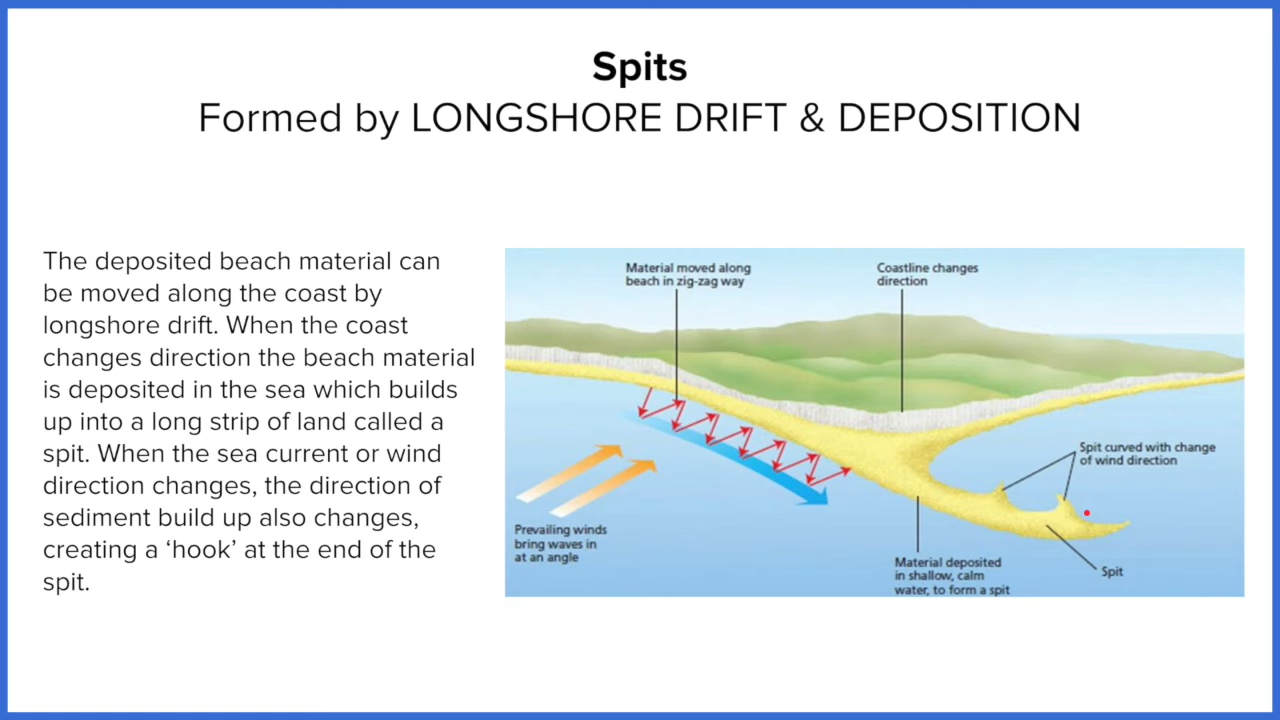 Spits
Formed by LONGSHORE DRIFT & DEPOSITION
The deposited beach material can
be moved along the coast by
longshore drift. When the coast
changes direction the beach material
is deposited in the sea which builds
up into a long strip of land called a
spit. When the sea current or wind
direction changes, the direction of
sediment build up also changes,
creating a ‘hook’ at the end of the
spit.
Material moved along
beach in zig-zag way
Coastline changes
direction
Spit curved with change
of wind direction
Prevailing winds
bring waves in
at an angle
Material deposited
in shallow, calm
water, to form a spit
Spit